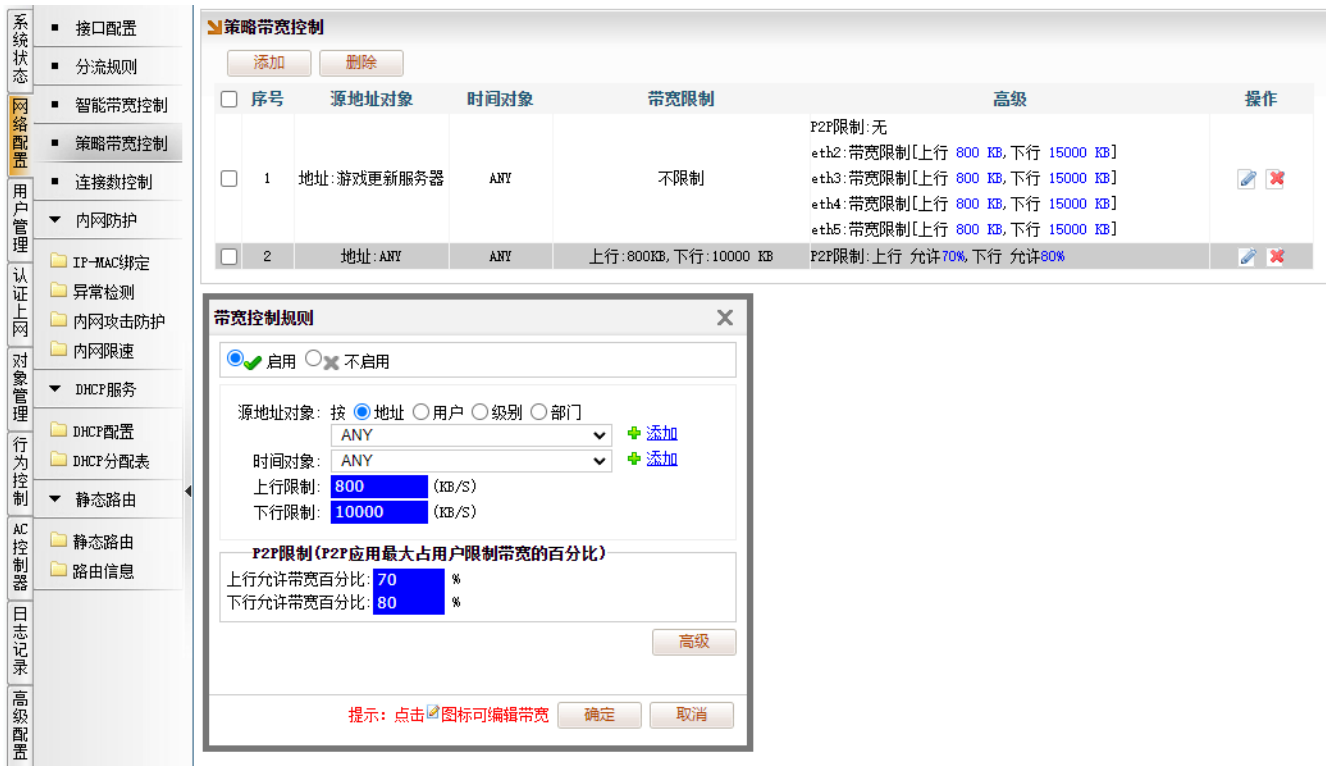 系统状态
网络配置
用户管理
认证上网
对象管理
行为控制
AC控制器
日志记录
高级配置
接口配置
分流规则
智能带宽控制
策略带宽控制
连接数控制
内网防护
IP-MAC绑定
异常检测
内网攻击防护
内网限速
DHCP服务
DHCP配置
DHCP分配表
静态路由
静态路由
路由信息
策略带宽控制
添加 删除
序号 源地址对象 时间对象 带宽限制 高级 操作
P2P限制:无
eth2:带宽限制[上行 800 KB,下行 15000 KB]
1 地址:游戏更新服务器 ANY 不限制 eth3:带宽限制[上行 800 KB,下行 15000 KB]
eth4:带宽限制[上行 800 KB,下行 15000 KB]
eth5:带宽限制[上行 800 KB,下行 15000 KB]
2 地址:ANY ANY 上行:800KB,下行:10000 KB P2P限制:上行 允许70%,下行 允许80%
带宽控制规则
启用 不启用
源地址对象: 按 地址 用户 级别 部门
ANY 添加
时间对象: ANY 添加
上行限制: 800 (KB/S)
下行限制: 10000 (KB/S)
P2P限制(P2P应用最大占用户限制带宽的百分比)
上行允许带宽百分比: 70 %
下行允许带宽百分比: 80 %
高级
提示: 点击图标可编辑带宽 确定 取消